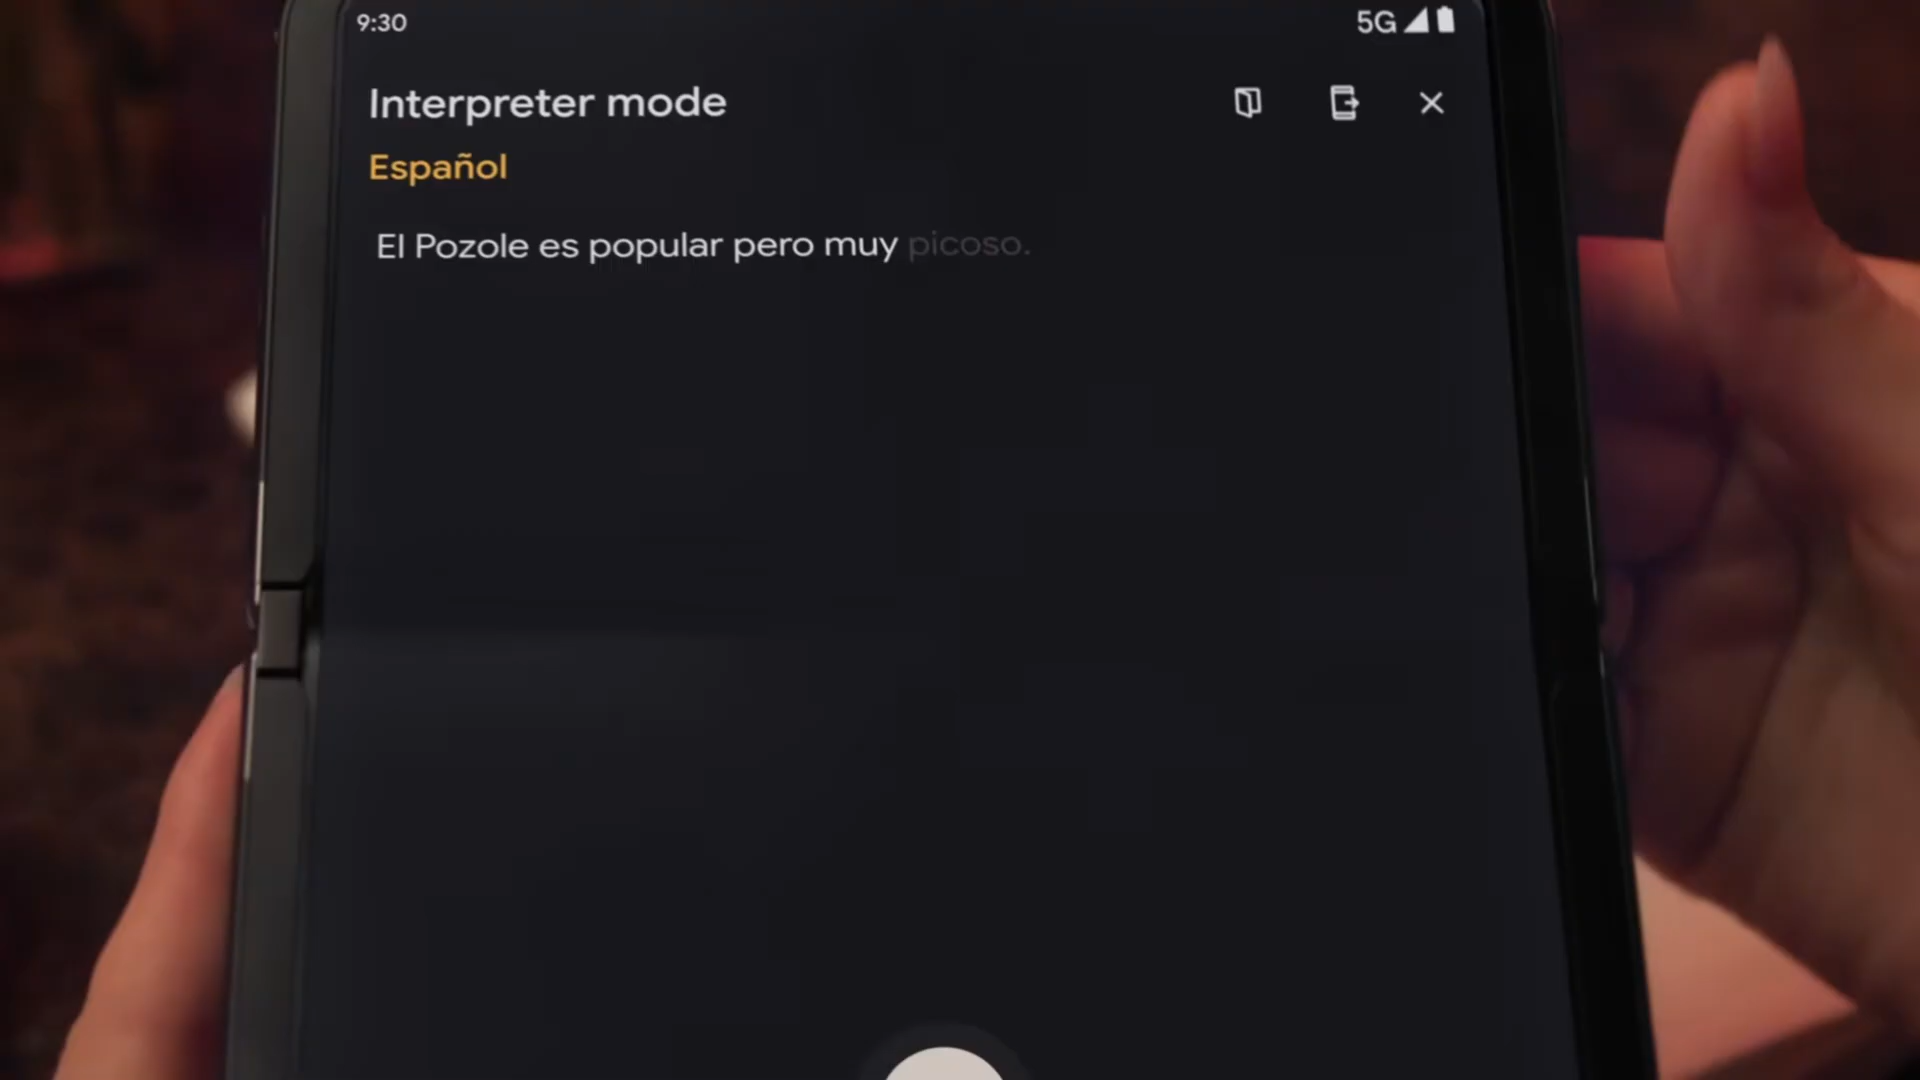 9:30
5G
Interpreter mode
Español
El Pozole es popular pero muy picoso.